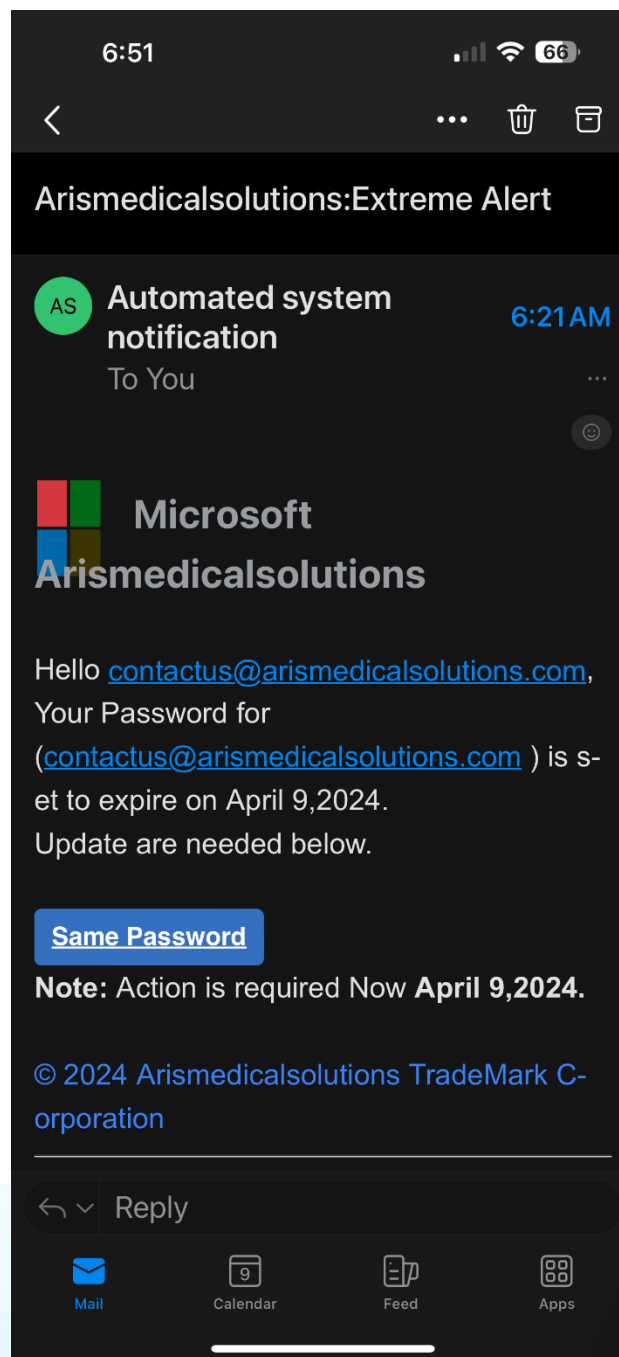 6:51
66
Arismedicalsolutions:Extreme Alert
AS
Automated system
notification
6:21 AM
To You
Microsoft
Arismedicalsolutions
Hello contactus@arismedicalsolutions.com,
Your Password for
(contactus@arismedicalsolutions.com ) is s-
et to expire on April 9,2024.
Update are needed below.
Same Password
Note: Action is required Now April 9,2024.
© 2024 Arismedicalsolutions TradeMark C-
orporation
Reply
9
Mail Calendar Feed Apps